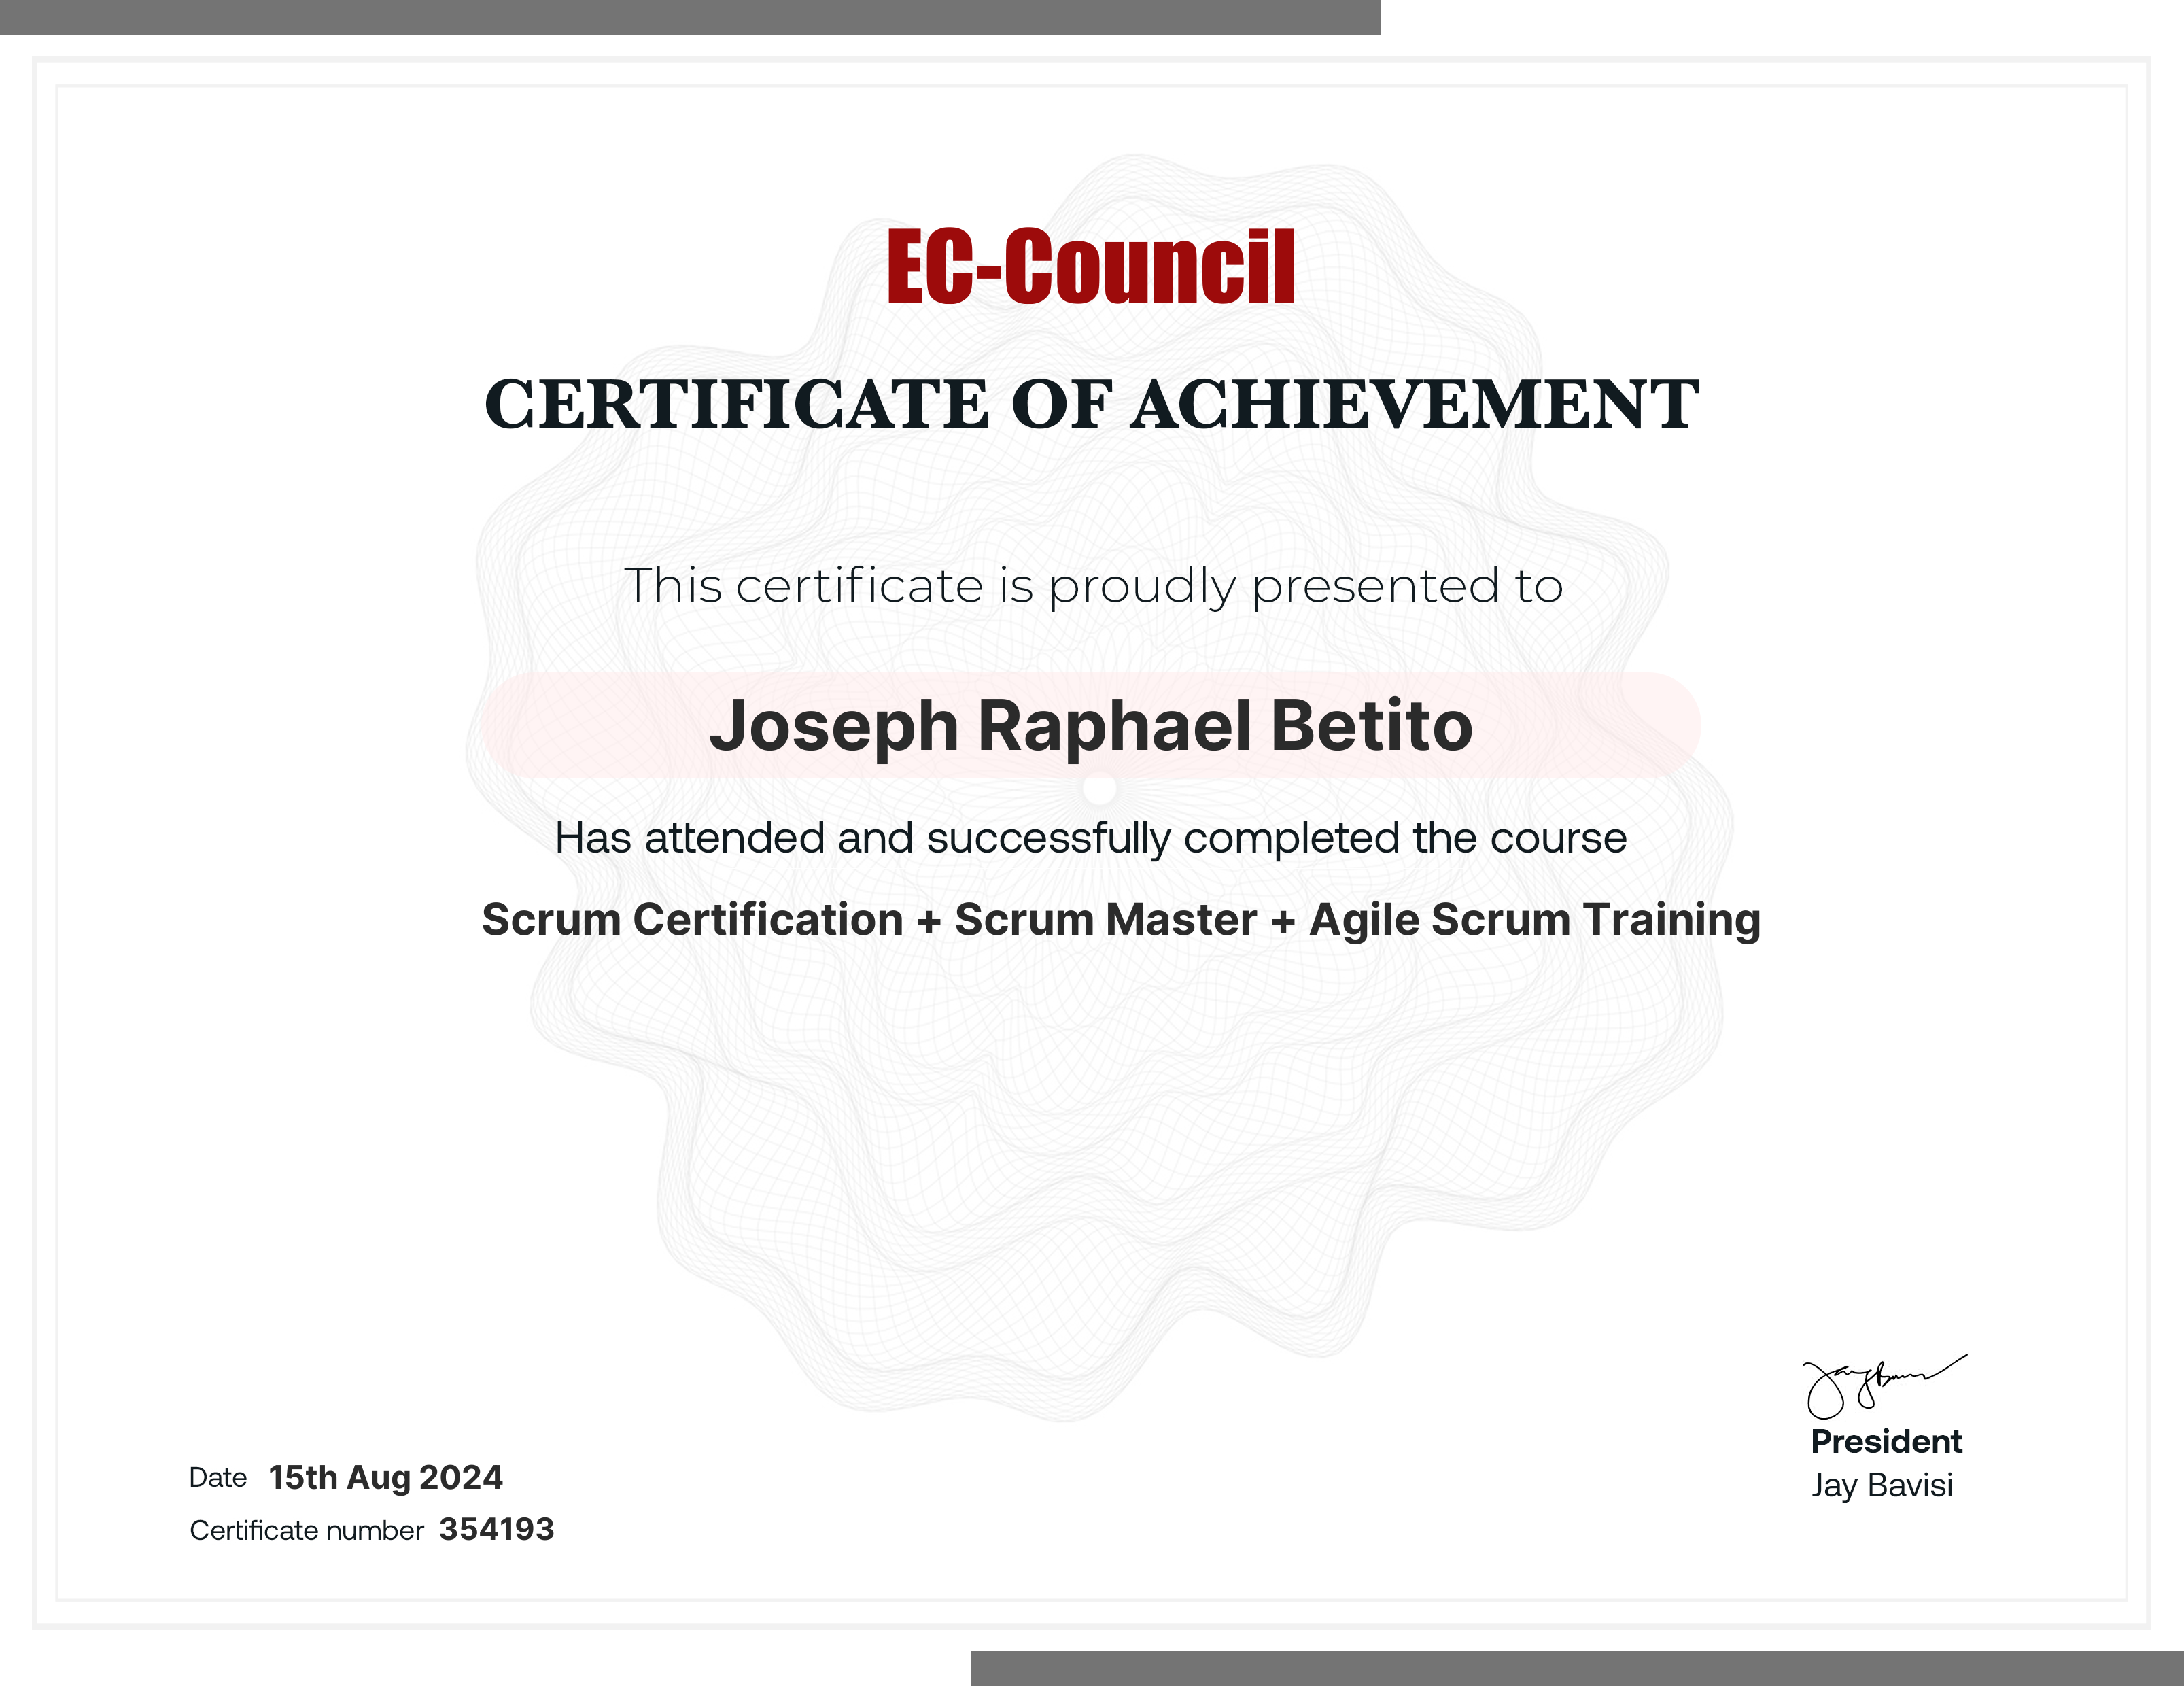 EC-Council
CERTIFICATE OF ACHIEVEMENT
This certificate is proudly presented to
Joseph Raphael Betito
Has attended and successfully completed the course
Scrum Certification + Scrum Master + Agile Scrum Training
President
Jay Bavisi
Date 15th Aug 2024
Certificate number 354193